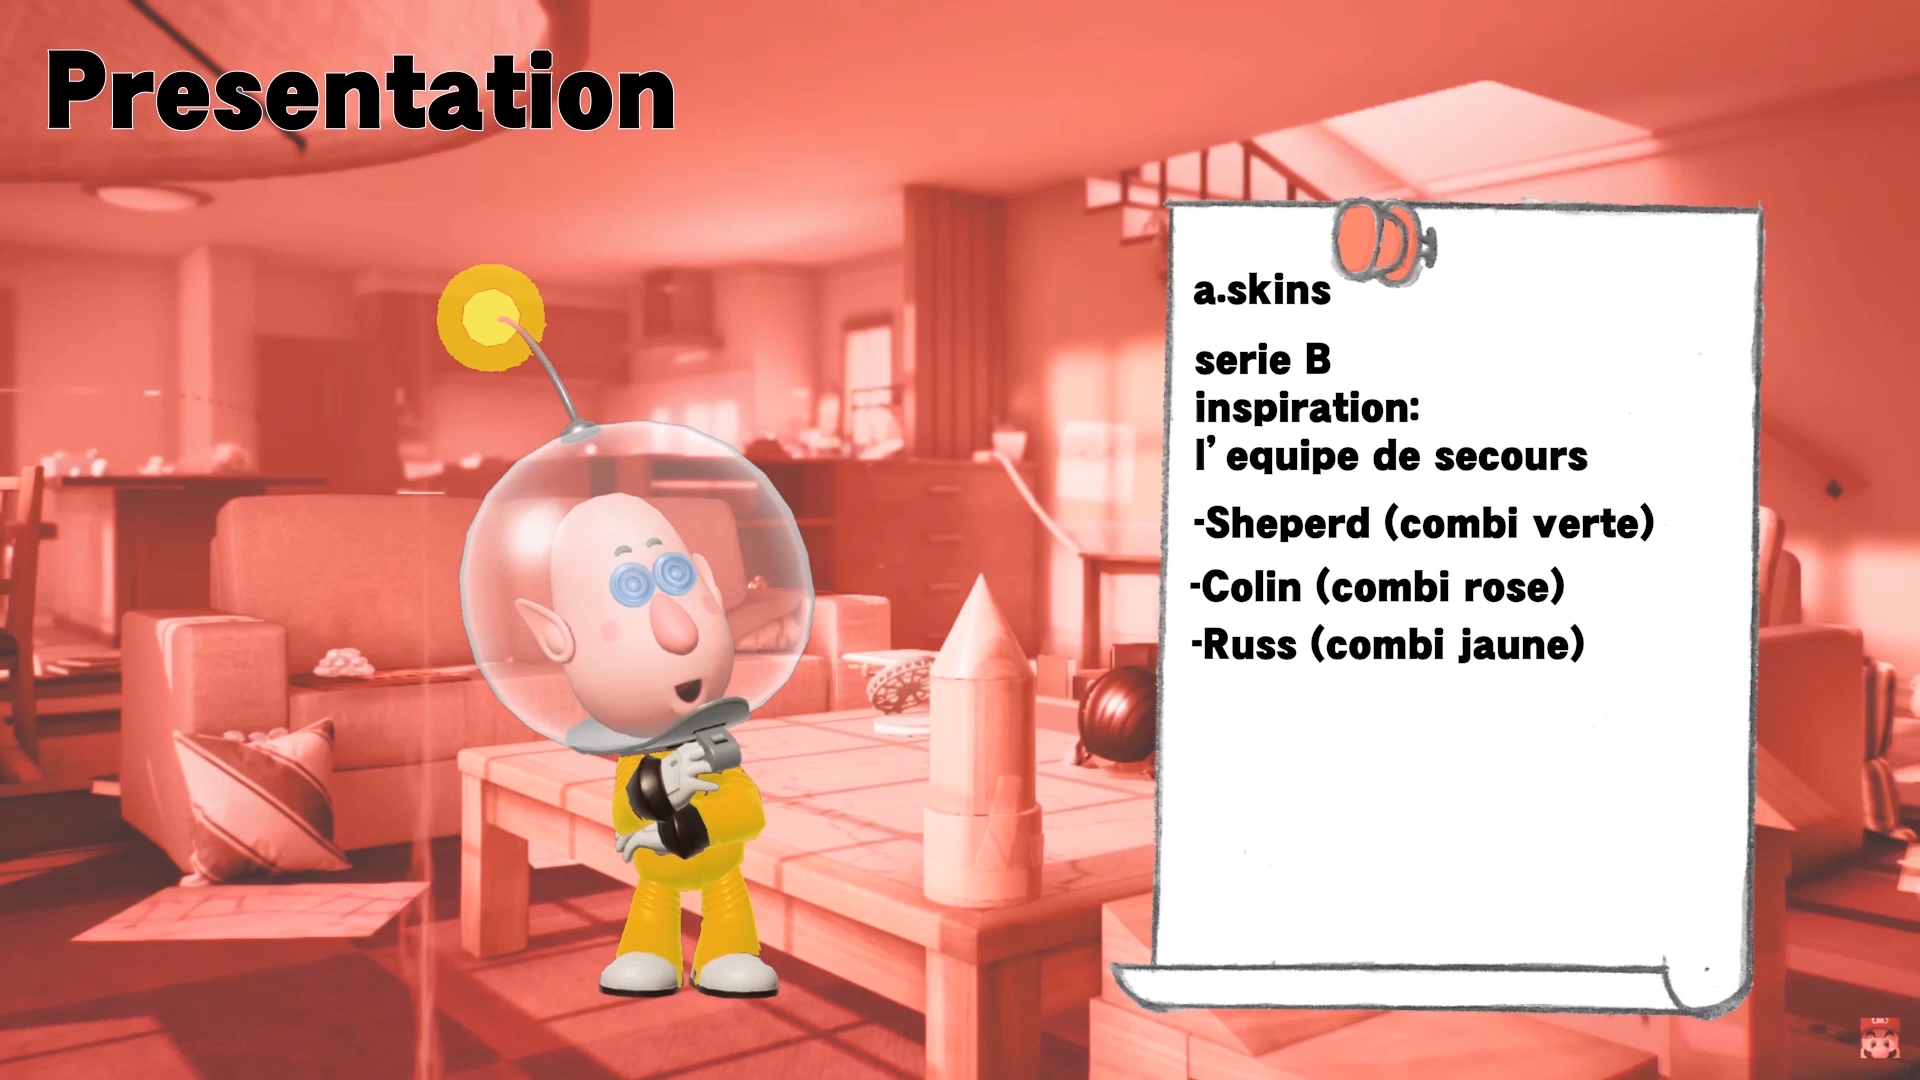 Presentation
a.skins
serie B
inspiration:
l'equipe de secours
-Sheperd (combi verte)
-Colin (combi rose)
-Russ (combi jaune)